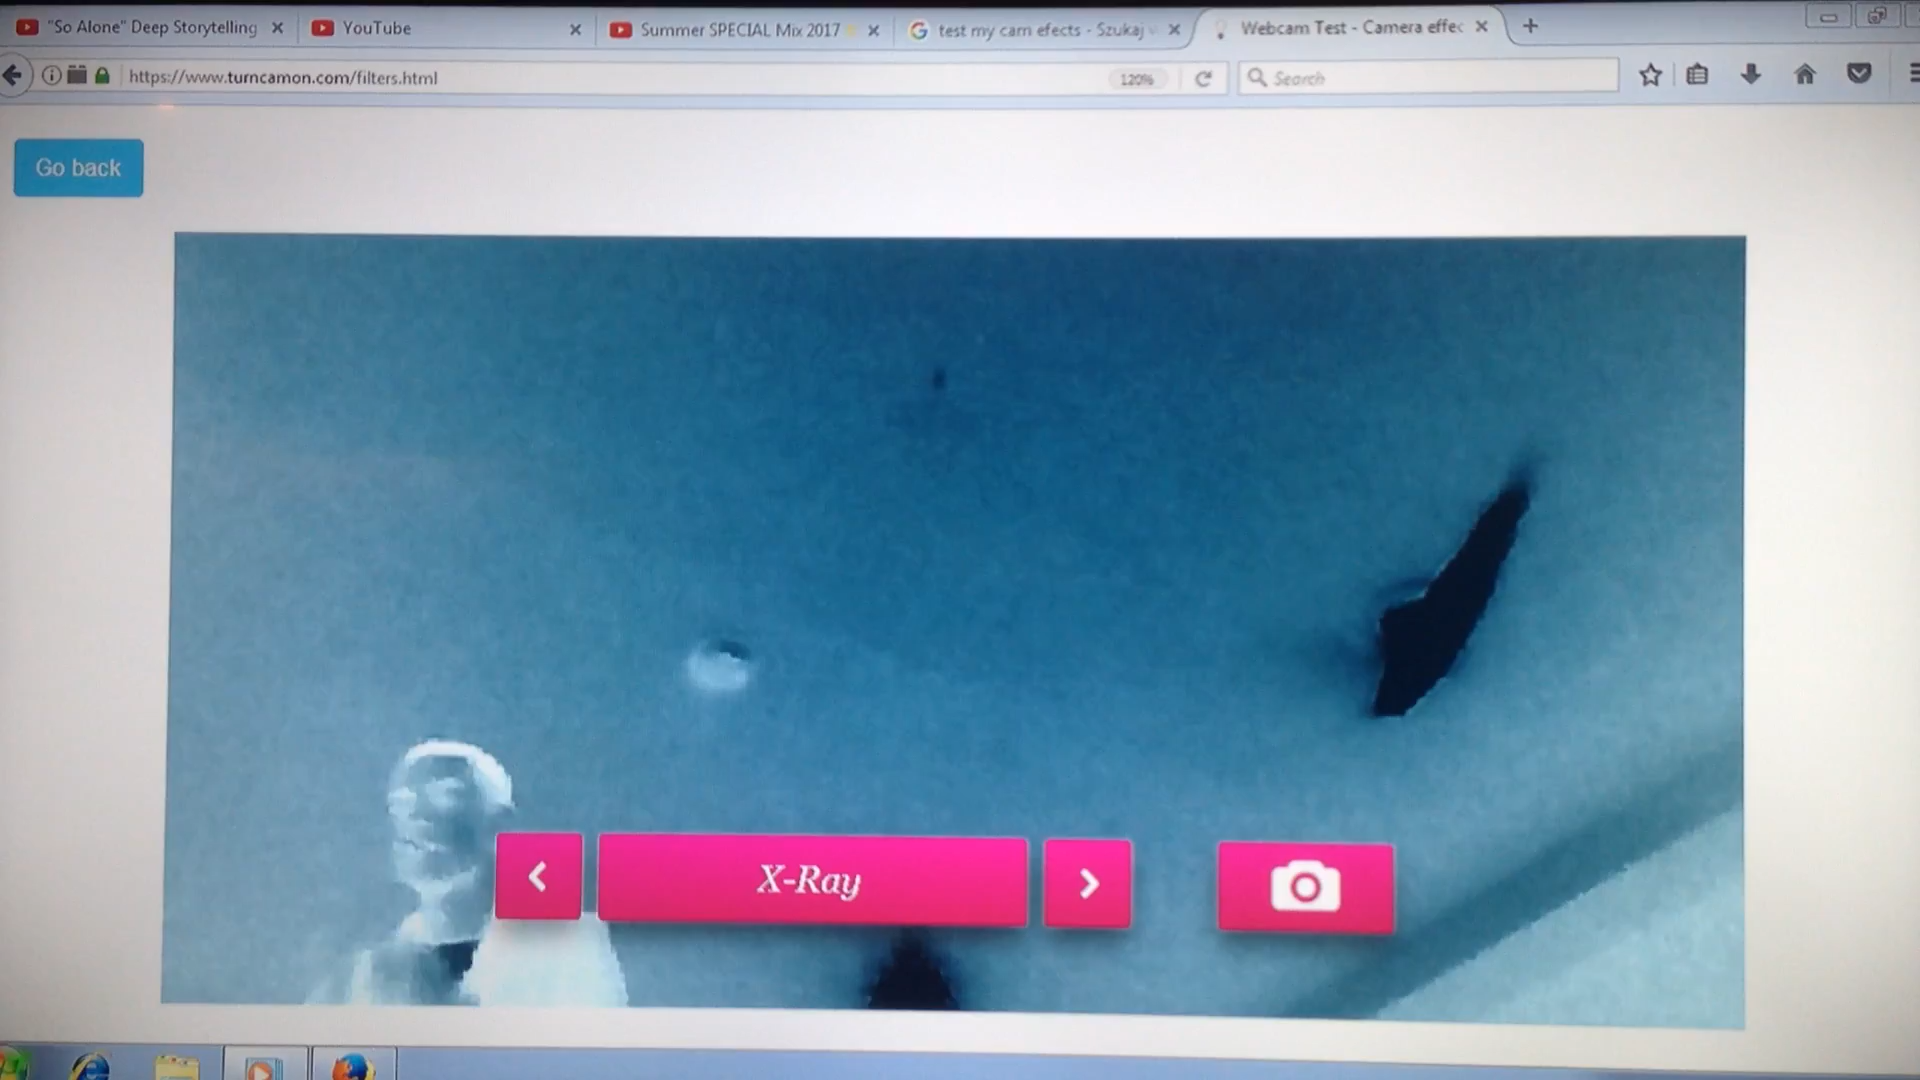 "So Alone" Deep Storytelling
YouTube
Summer SPECIAL Mix 2017
test my cam efects - Szukaj
Webcam Test - Camera effec
https://www.turncamon.com/filters.html
120%
Search
Go back
X-Ray